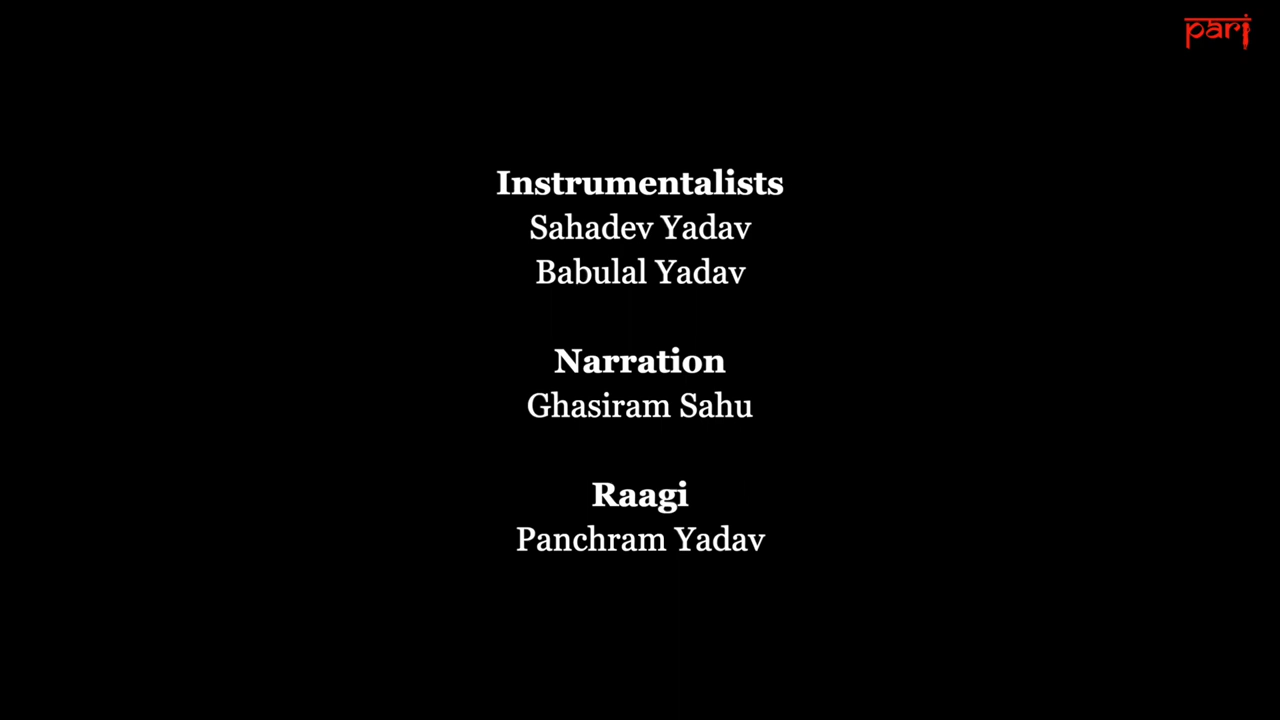 pari
Instrumentalists
Sahadev Yadav
Babulal Yadav
Narration
Ghasiram Sahu
Raagi
Panchram Yadav